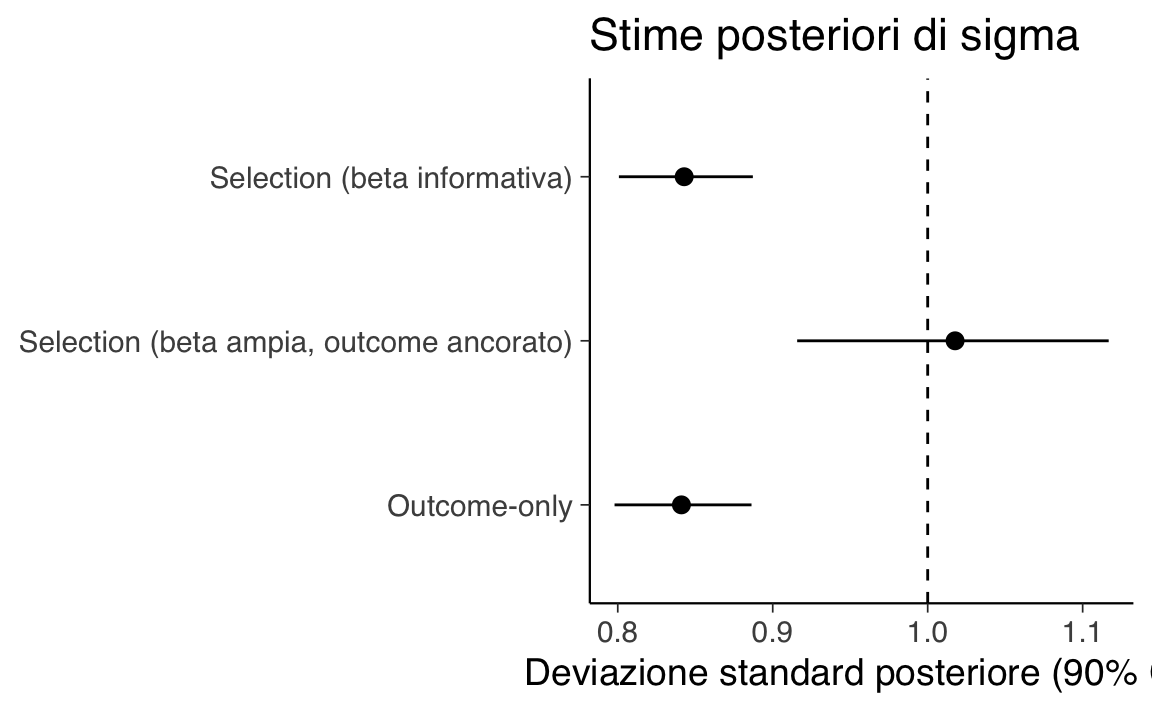 Stime posteriori di sigma
Selection (beta informativa)
Selection (beta ampia, outcome ancorato)
Outcome-only
0.8 0.9 1.0 1.1
Deviazione standard posteriore (90%